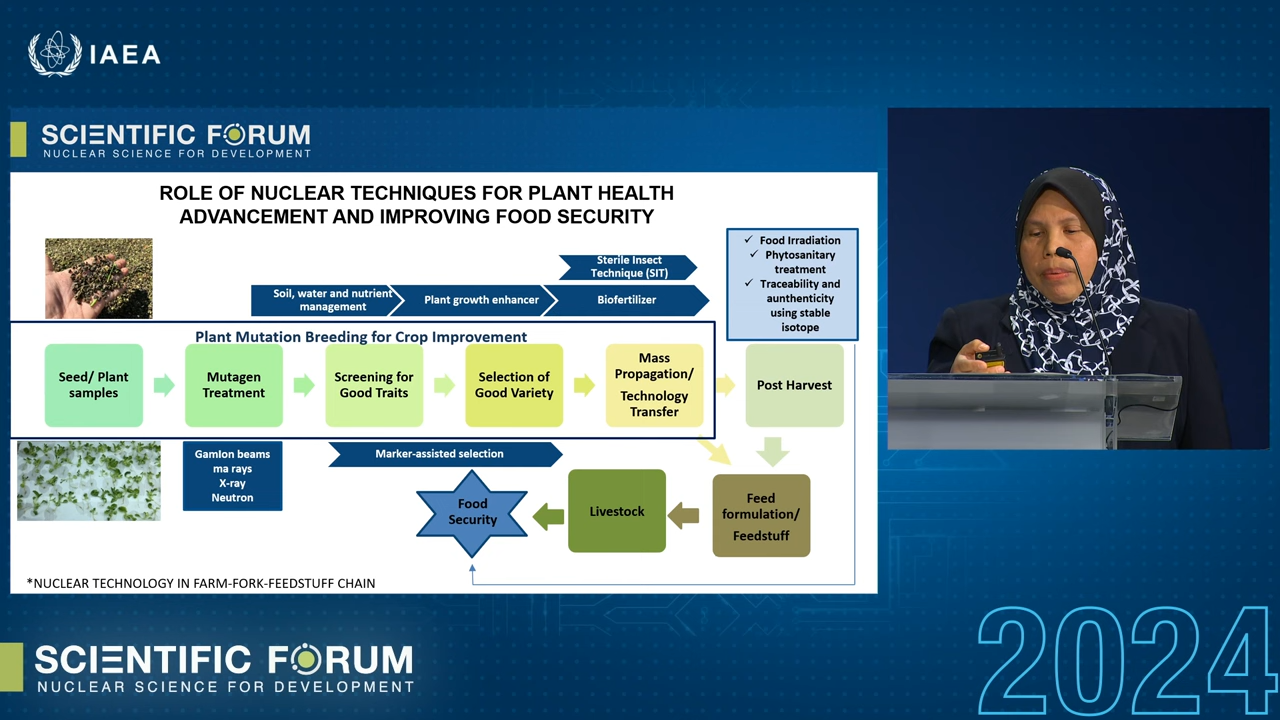 IAEA
SCIENTIFIC FORUM
NUCLEAR SCIENCE FOR DEVELOPMENT
ROLE OF NUCLEAR TECHNIQUES FOR PLANT HEALTH
ADVANCEMENT AND IMPROVING FOOD SECURITY
Sterile Insect
Technique (SIT)
Soil, water and nutrient
management
Plant growth enhancer
Biofertilizer
✓ Food Irradiation
✓ Phytosanitary
treatment
✓ Traceability and
aunthenticity
using stable
isotope
Plant Mutation Breeding for Crop Improvement
Seed/ Plant
samples
Mutagen
Treatment
Screening for
Good Traits
Selection of
Good Variety
Mass
Propagation/
Technology
Transfer
Post Harvest
GamIon beams
ma rays
X-ray
Neutron
Marker-assisted selection
Food
Security
Livestock
Feed
formulation/
Feedstuff
*NUCLEAR TECHNOLOGY IN FARM-FORK-FEEDSTUFF CHAIN
SCIENTIFIC FORUM
NUCLEAR SCIENCE FOR DEVELOPMENT
2024